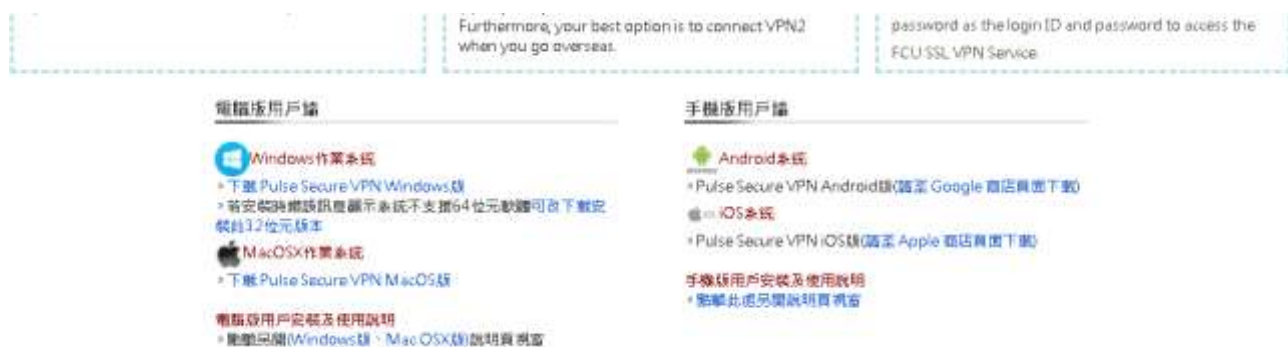 Furthermore, your best option is to connect VPN2
when you go overseas.
password as the login ID and password to access the
FCU SSL VPN Service.
電腦版用戶端
Windows作業系統
下載 Pulse Secure VPN Windows版
若安裝時錯誤訊息顯示系統不支援64位元軟體可改下載安
裝此32位元版本
MacOSX作業系統
下載 Pulse Secure VPN MacOS版
電腦版用戶安裝及使用說明
點擊另開(Windows版、Mac OSX版)說明頁視窗
手機版用戶端
Android系統
Pulse Secure VPN Android版(請至 Google 商店頁面下載)
iOS系統
Pulse Secure VPN iOS版(請至 Apple 商店頁面下載)
手機版用戶安裝及使用說明
點擊此處另開說明頁視窗